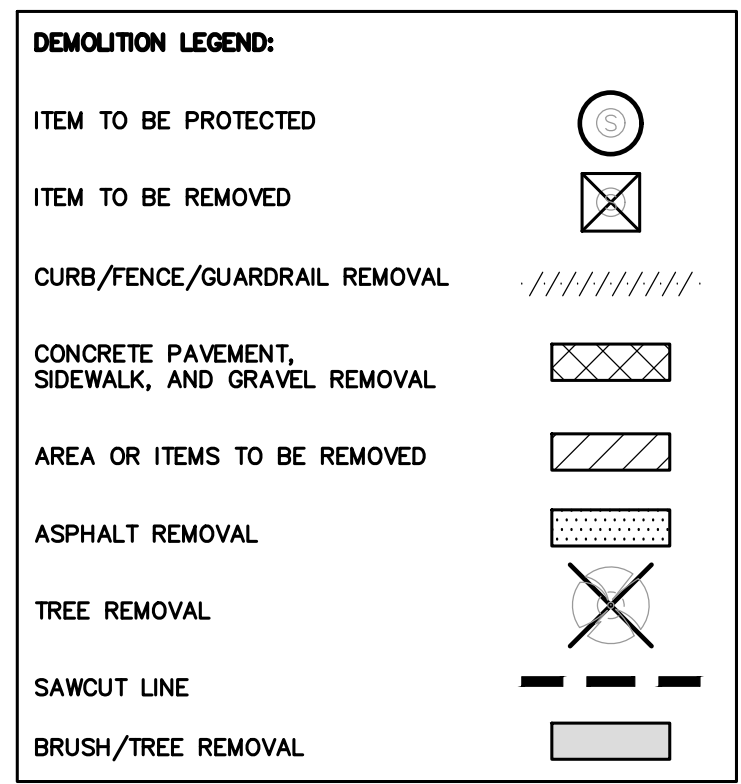 DEMOLITION LEGEND:
ITEM TO BE PROTECTED
S
ITEM TO BE REMOVED
S
CURB/FENCE/GUARDRAIL REMOVAL
CONCRETE PAVEMENT,
SIDEWALK, AND GRAVEL REMOVAL
AREA OR ITEMS TO BE REMOVED
ASPHALT REMOVAL
TREE REMOVAL
SAWCUT LINE
BRUSH/TREE REMOVAL